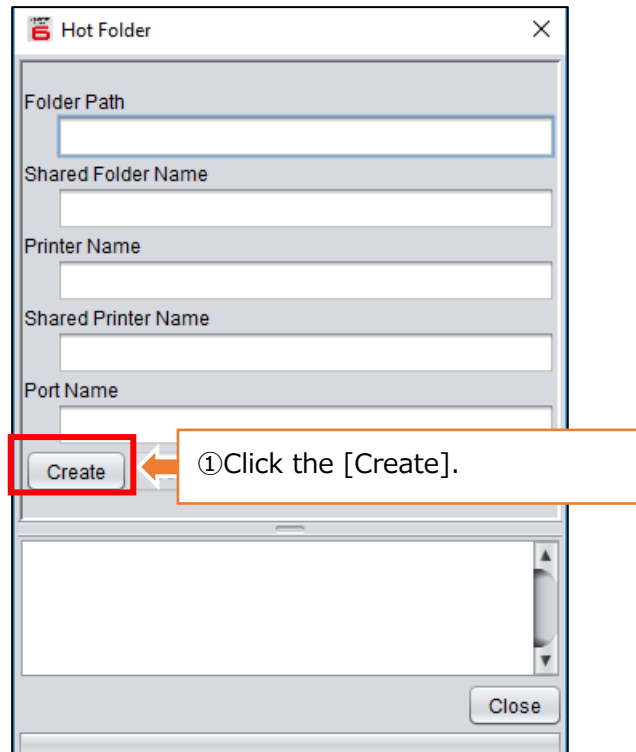 Hot Folder
Folder Path
Shared Folder Name
Printer Name
Shared Printer Name
Port Name
Create
①Click the [Create].
Close